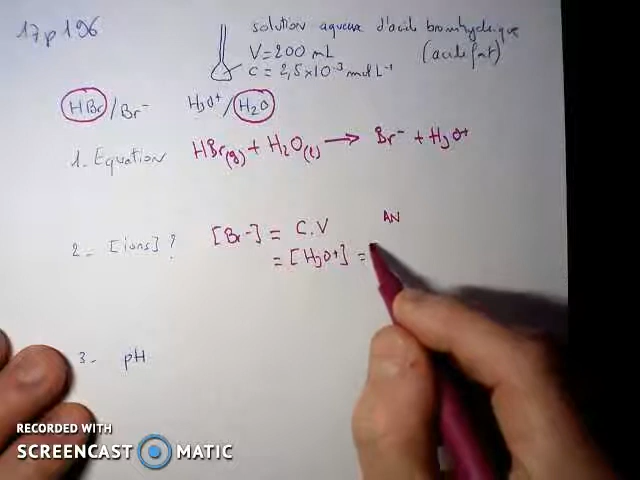 17 p 196
solution aqueuse d'acide bromhydrique
V = 200 mL (acide fort)
C = 2,5×10⁻³ mol L⁻¹
HBr / Br⁻ H₃O⁺ / H₂O
1. Equation HBr(g) + H₂O(l) → Br⁻ + H₃O⁺
2 - [ions] ? [Br⁻] = C.V AN
= [H₃O⁺] =
3 - pH
RECORDED WITH
SCREENCAST O MATIC